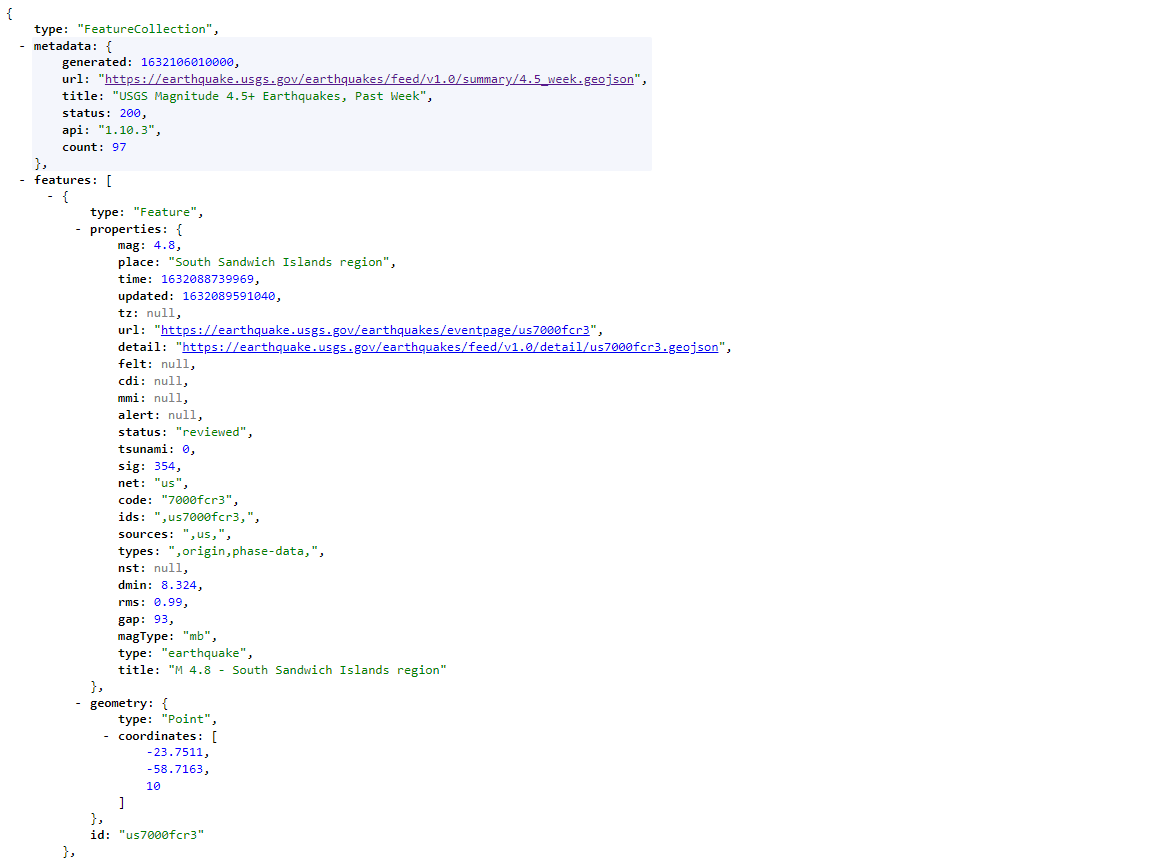 {
type: "FeatureCollection",
- metadata: {
generated: 1632106010000,
url: "https://earthquake.usgs.gov/earthquakes/feed/v1.0/summary/4.5_week.geojson",
title: "USGS Magnitude 4.5+ Earthquakes, Past Week",
status: 200,
api: "1.10.3",
count: 97
},
- features: [
- {
type: "Feature",
- properties: {
mag: 4.8,
place: "South Sandwich Islands region",
time: 1632088739969,
updated: 1632089591040,
tz: null,
url: "https://earthquake.usgs.gov/earthquakes/eventpage/us7000fcr3",
detail: "https://earthquake.usgs.gov/earthquakes/feed/v1.0/detail/us7000fcr3.geojson",
felt: null,
cdi: null,
mmi: null,
alert: null,
status: "reviewed",
tsunami: 0,
sig: 354,
net: "us",
code: "7000fcr3",
ids: ",us7000fcr3,",
sources: ",us,",
types: ",origin,phase-data,",
nst: null,
dmin: 8.324,
rms: 0.99,
gap: 93,
magType: "mb",
type: "earthquake",
title: "M 4.8 - South Sandwich Islands region"
},
- geometry: {
type: "Point",
- coordinates: [
-23.7511,
-58.7163,
10
]
},
id: "us7000fcr3"
},